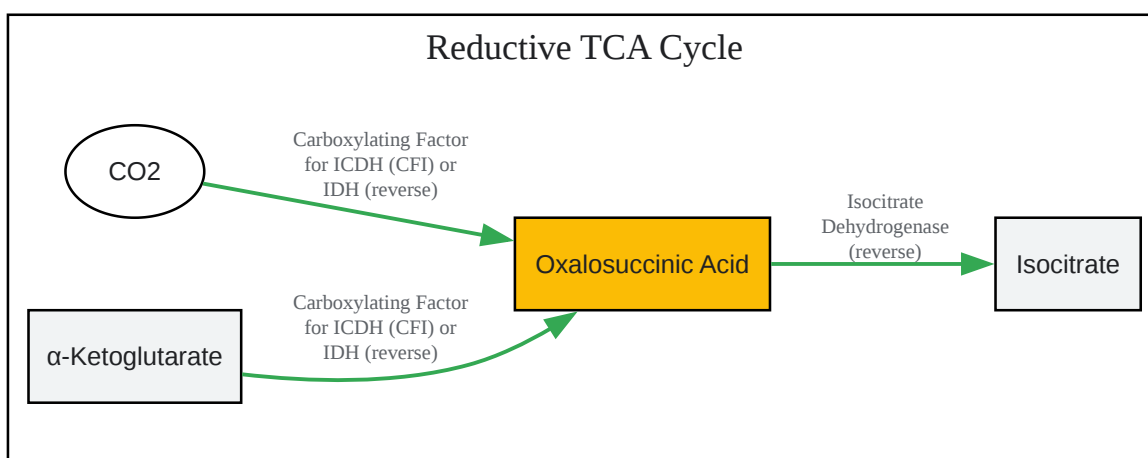 Reductive TCA Cycle
CO2
Carboxylating Factor
for ICDH (CFI) or
IDH (reverse)
Oxalosuccinic Acid
Isocitrate
Dehydrogenase
(reverse)
Isocitrate
α-Ketoglutarate
Carboxylating Factor
for ICDH (CFI) or
IDH (reverse)